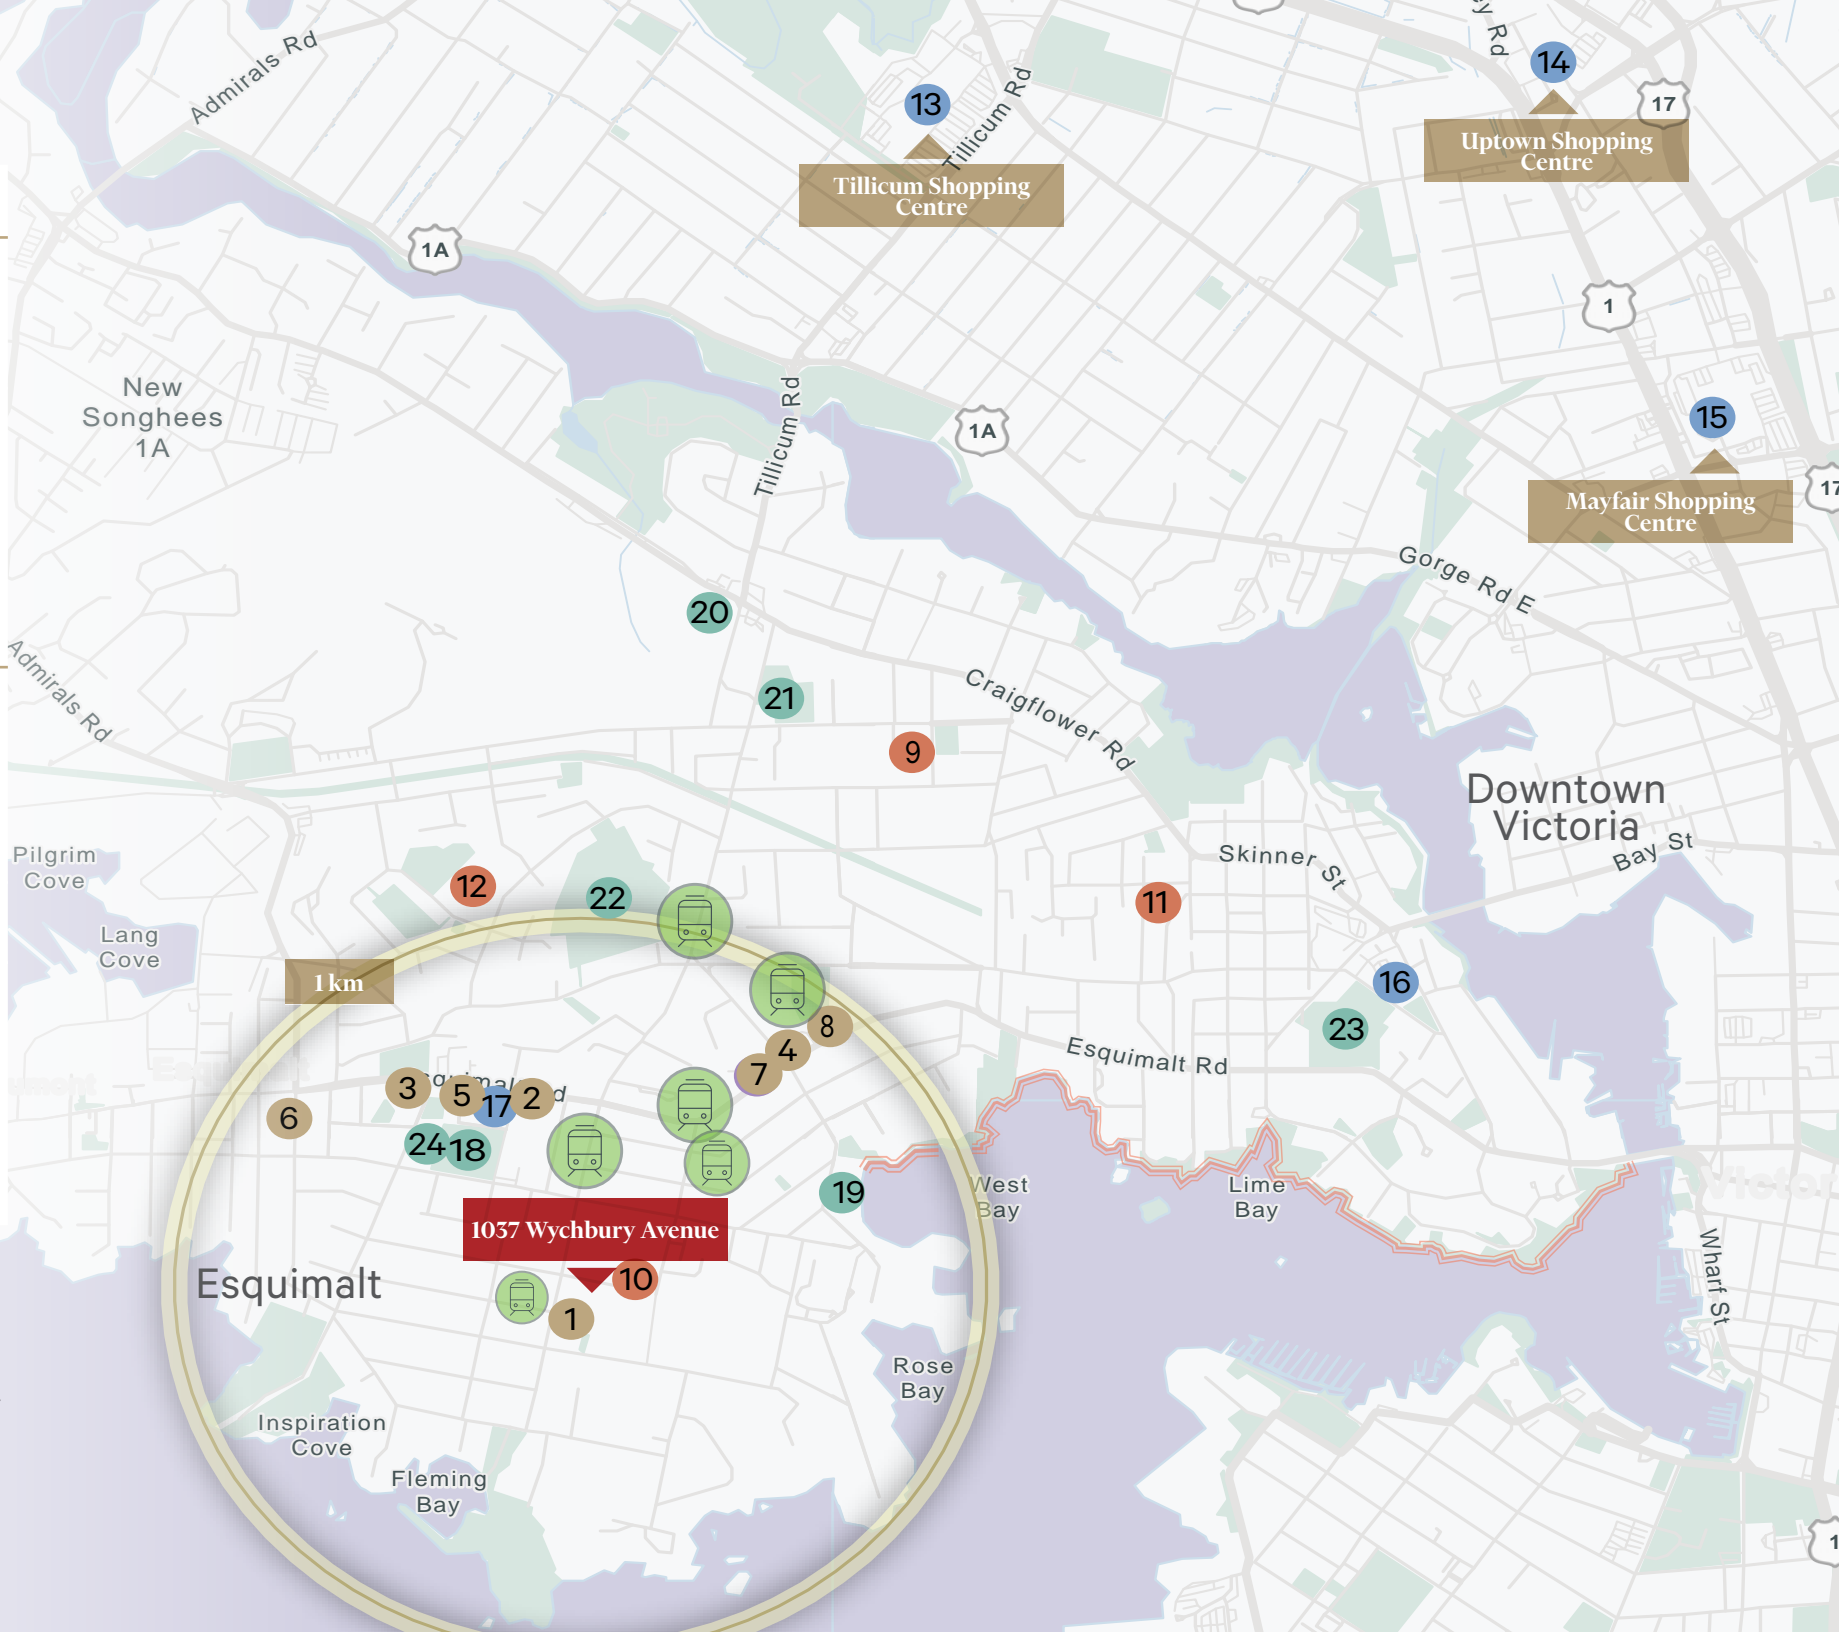 Admirals Rd
13
Tillicum Rd
Tillicum Shopping
Centre
14
17
Uptown Shopping
Centre
1A
1
New
Songhees
1A
Tillicum Rd
1A
15
Mayfair Shopping
Centre
Gorge Rd E
20
21
Craigflower Rd
9
Admirals Rd
Downtown
Victoria
Bay St
Skinner St
Pilgrim
Cove
Lang
Cove
12
22
11
1 km
16
23
8
4
7
Esquimalt Rd
3
5
17
2
6
24
18
19
West
Bay
Lime
Bay
1037 Wychbury Avenue
Wharf St
Esquimalt
10
1
Rose
Bay
Inspiration
Cove
Fleming
Bay